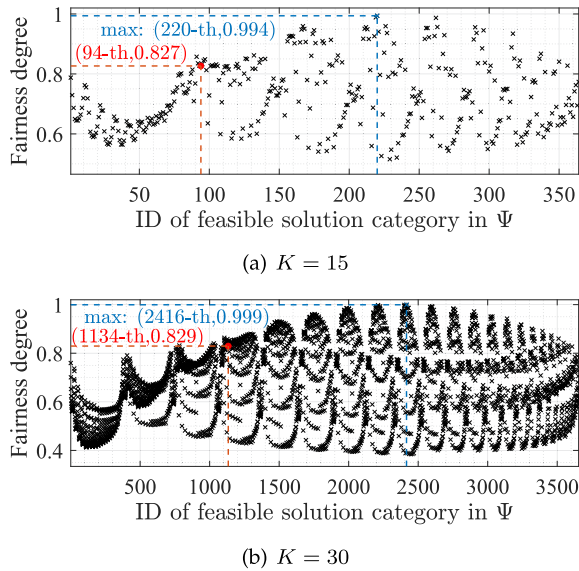 1
max: (220-th,0.994)
(94-th,0.827)
0.8
0.6
Fairness degree
50 100 150 200 250 300 350
ID of feasible solution category in Ψ
(a) K = 15
1
max: (2416-th,0.999)
(1134-th,0.829)
0.8
0.6
0.4
Fairness degree
500 1000 1500 2000 2500 3000 3500
ID of feasible solution category in Ψ
(b) K = 30